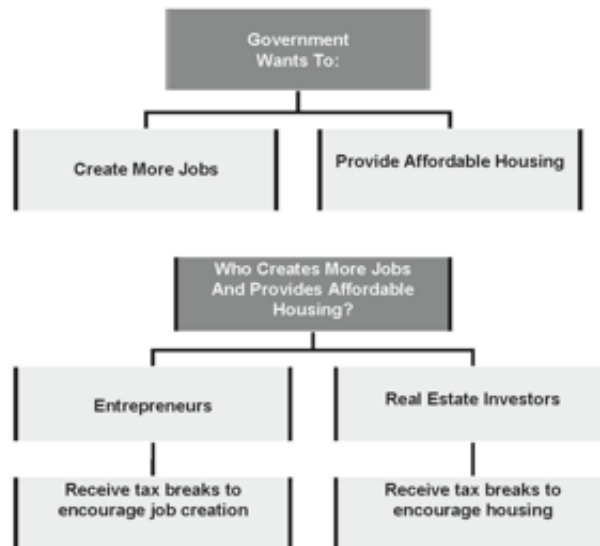 Government
Wants To:
Create More Jobs
Provide Affordable Housing
Who Creates More Jobs
And Provides Affordable
Housing?
Entrepreneurs
Real Estate Investors
Receive tax breaks to
encourage job creation
Receive tax breaks to
encourage housing